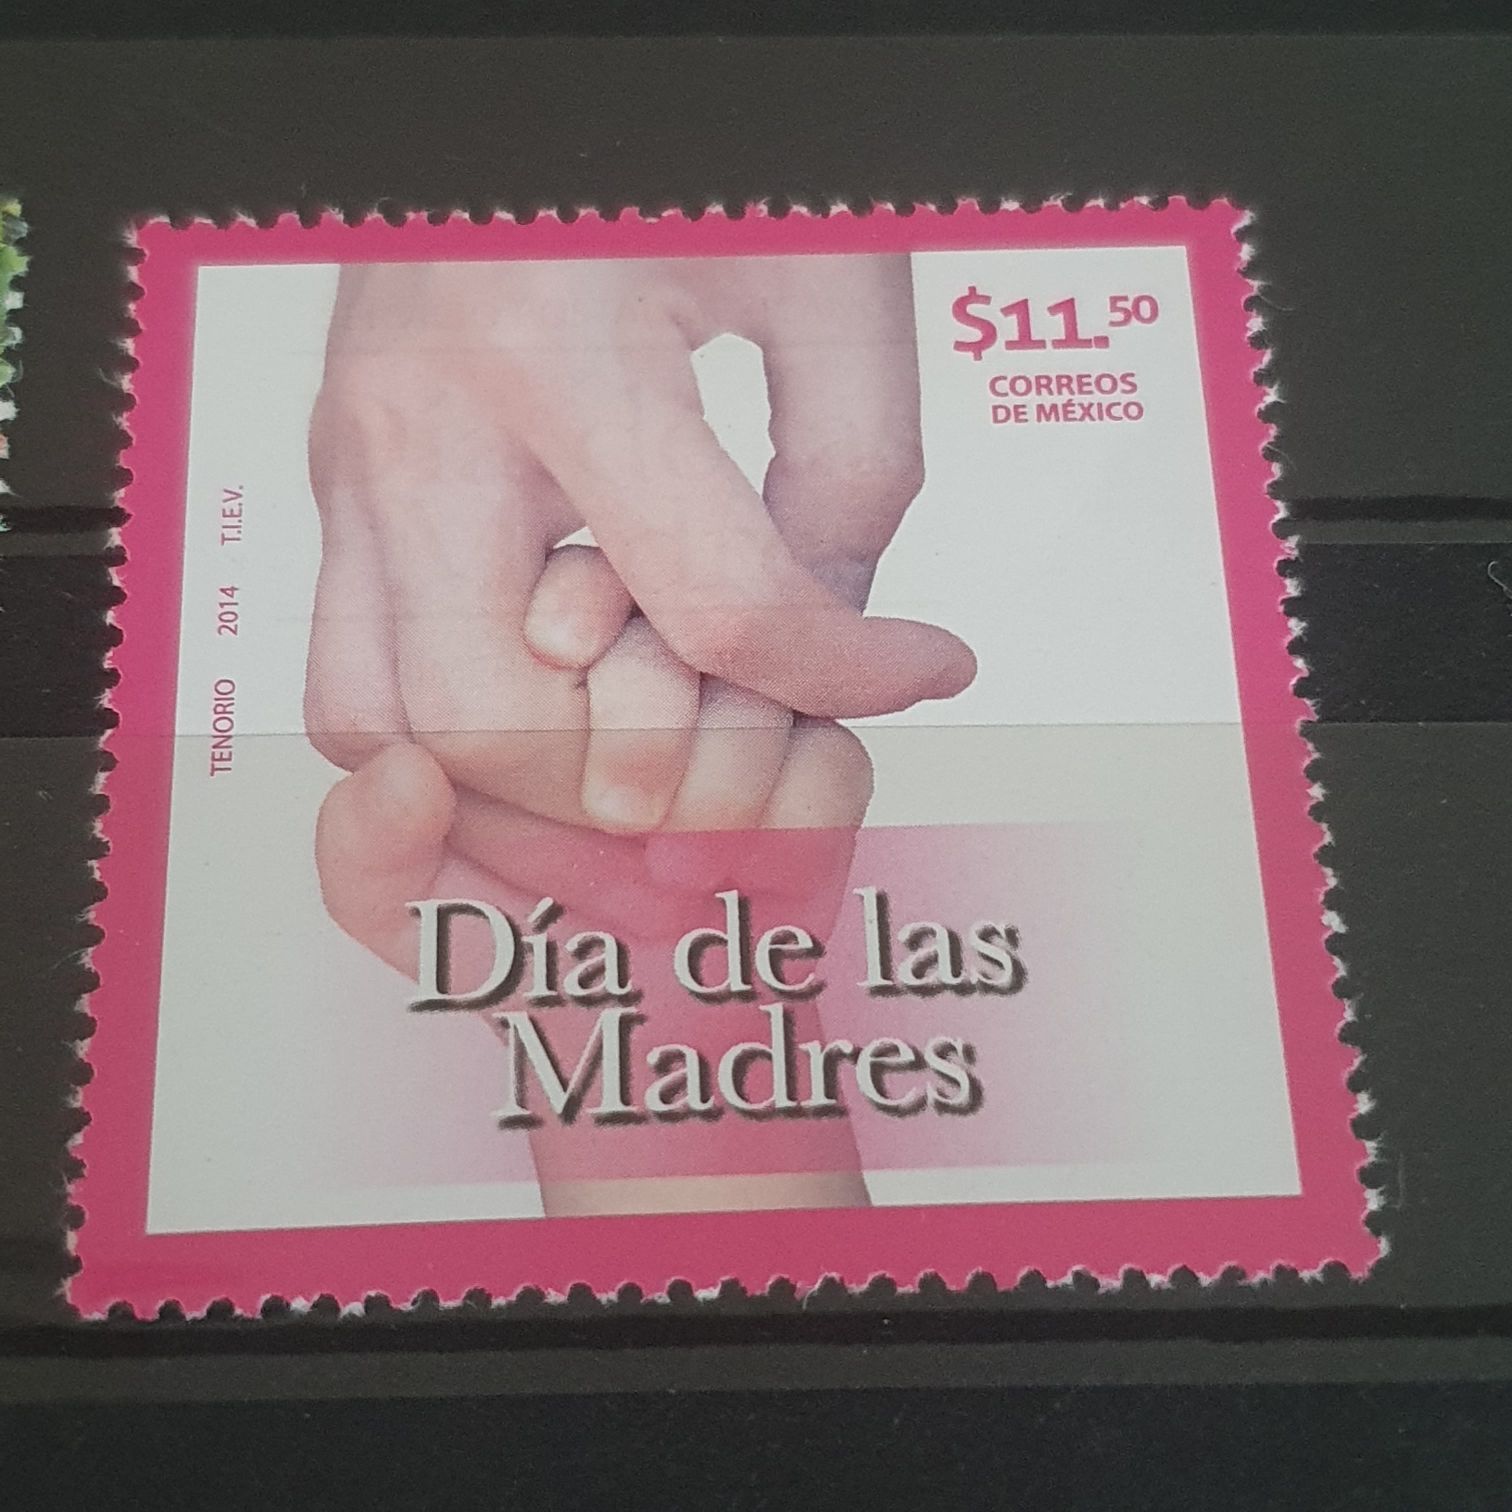 $11.50
CORREOS
DE MÉXICO
TENORIO 2014 T.I.E.V.
Día de las
Madres